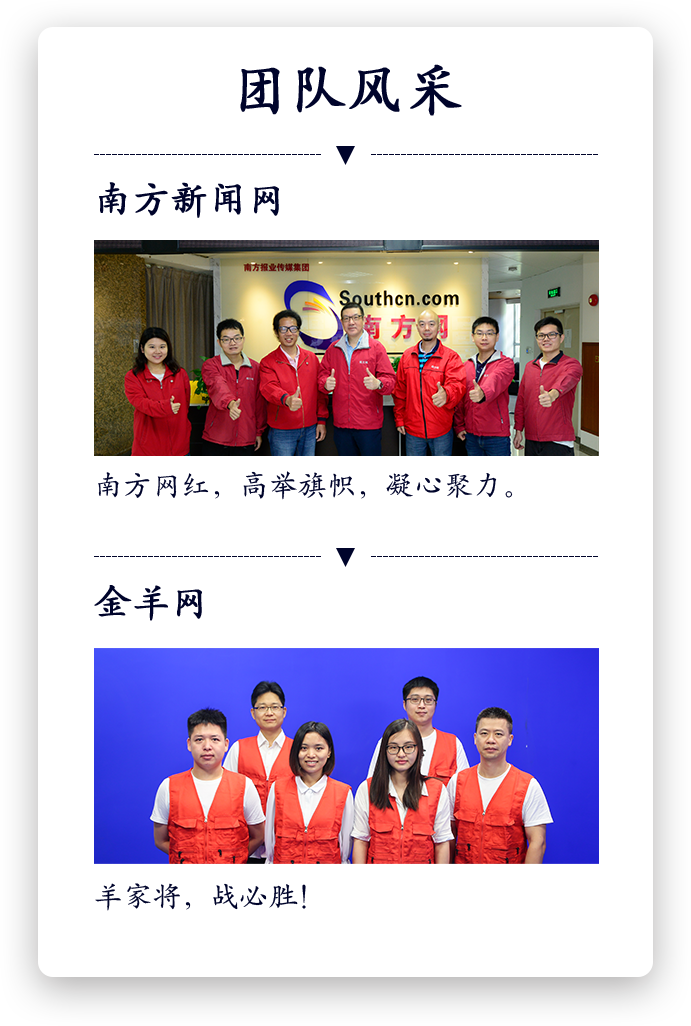 团队风采
南方新闻网
南方报业传媒集团
Southcn.com
南方网
南方网红，高举旗帜，凝心聚力。
金羊网
羊家将，战必胜！